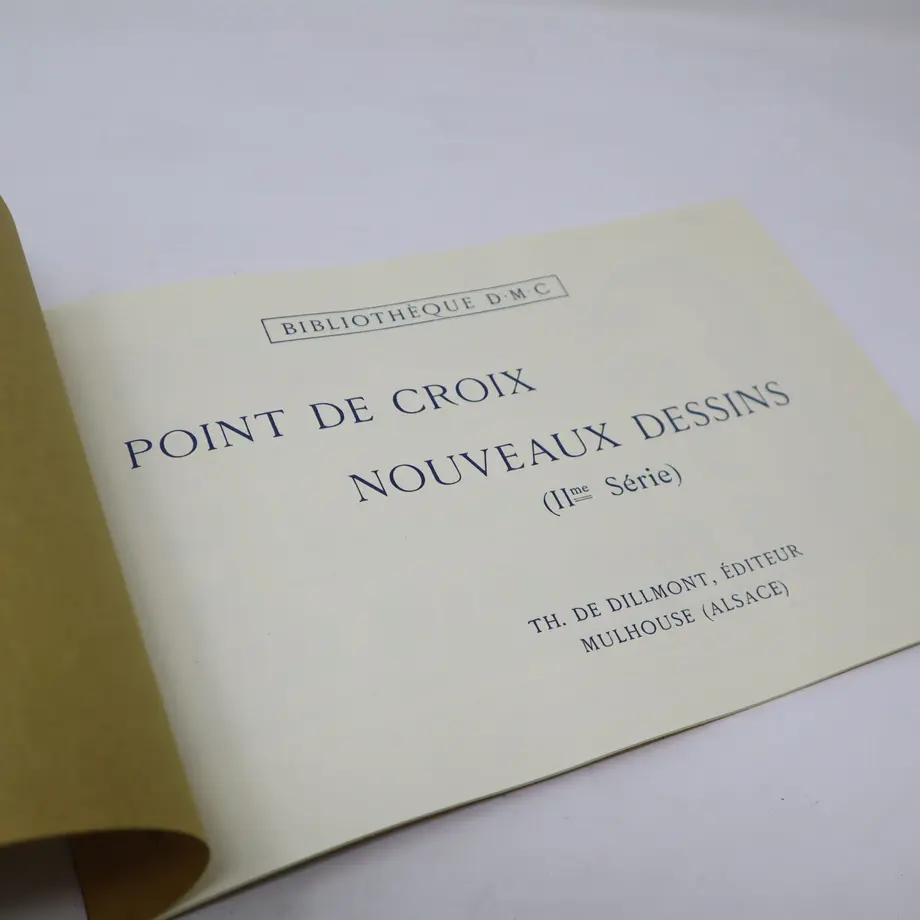 BIBLIOTHÈQUE D·M·C
POINT DE CROIX
NOUVEAUX DESSINS
(IIme Série)
TH. DE DILLMONT, ÉDITEUR
MULHOUSE (ALSACE)